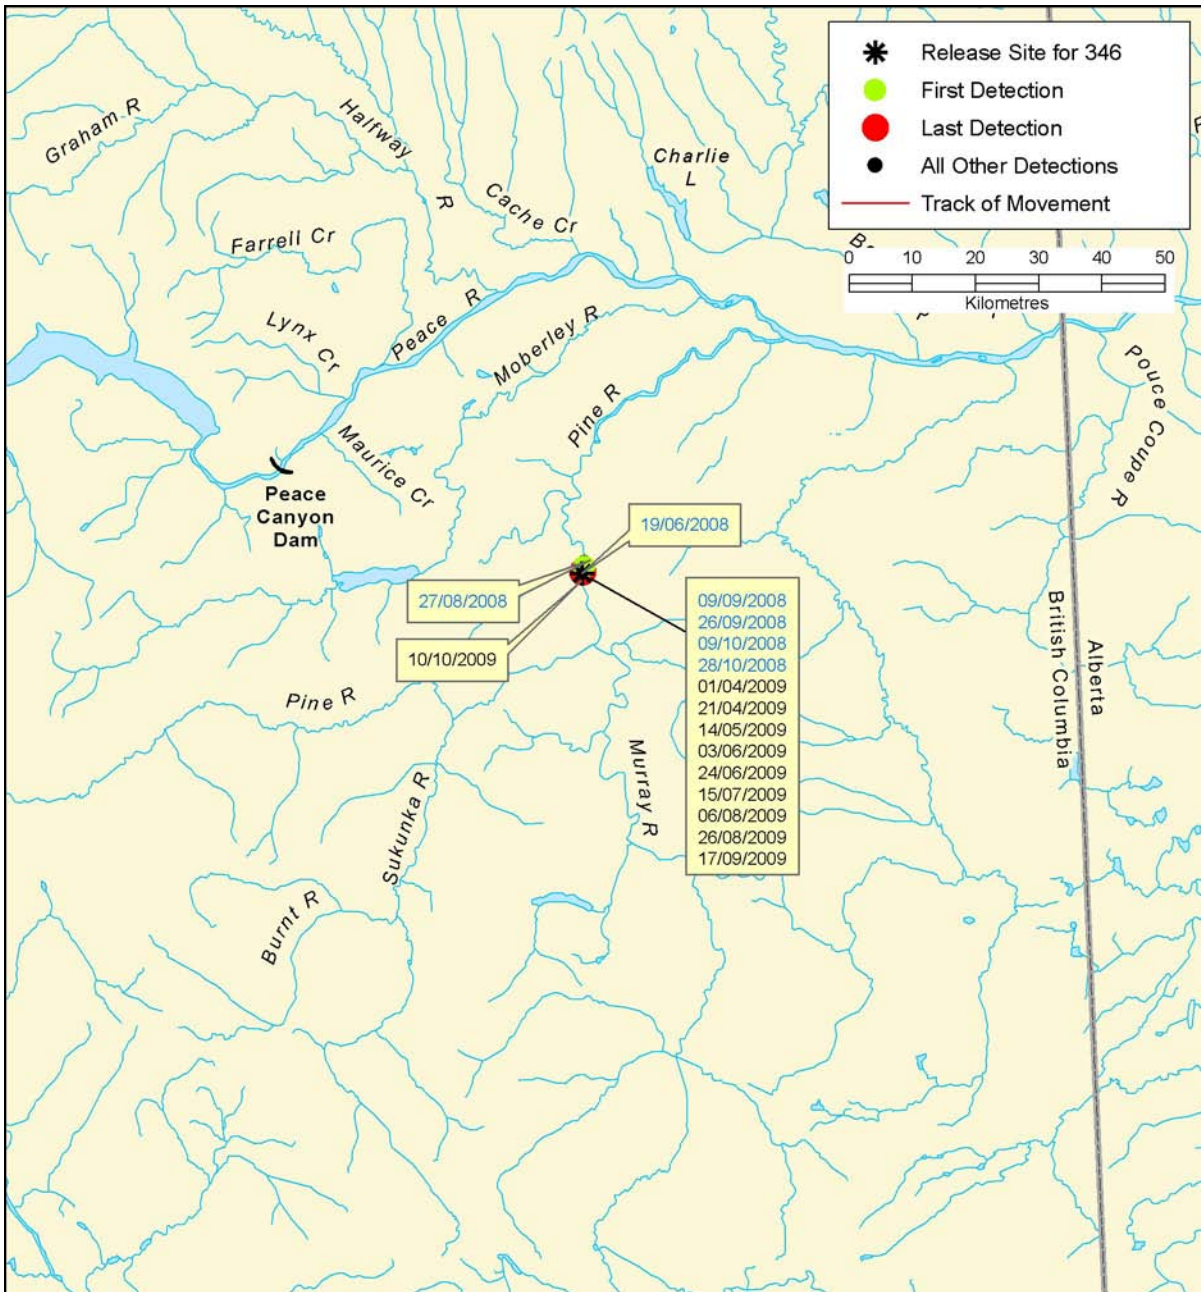 Release Site for 346
First Detection
Last Detection
All Other Detections
Track of Movement
0 10 20 30 40 50
Kilometres
Graham R
Halfway
R
Charlie
L
Cache Cr
Farrell Cr
Lynx Cr
Peace R
Moberley R
Pine R
Pouce Coupe R
Maurice Cr
Peace
Canyon
Dam
19/06/2008
27/08/2008
10/10/2009
09/09/2008
26/09/2008
09/10/2008
28/10/2008
01/04/2009
21/04/2009
14/05/2009
03/06/2009
24/06/2009
15/07/2009
06/08/2009
26/08/2009
17/09/2009
British Columbia
Alberta
Pine R
Murray R
Sukunka R
Burnt R